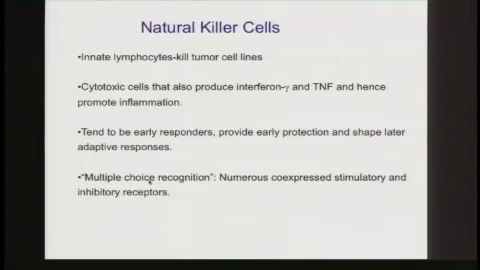 Natural Killer Cells
•Innate lymphocytes-kill tumor cell lines
•Cytotoxic cells that also produce interferon-γ and TNF and hence
promote inflammation.
•Tend to be early responders, provide early protection and shape later
adaptive responses.
•"Multiple choice recognition": Numerous coexpressed stimulatory and
inhibitory receptors.